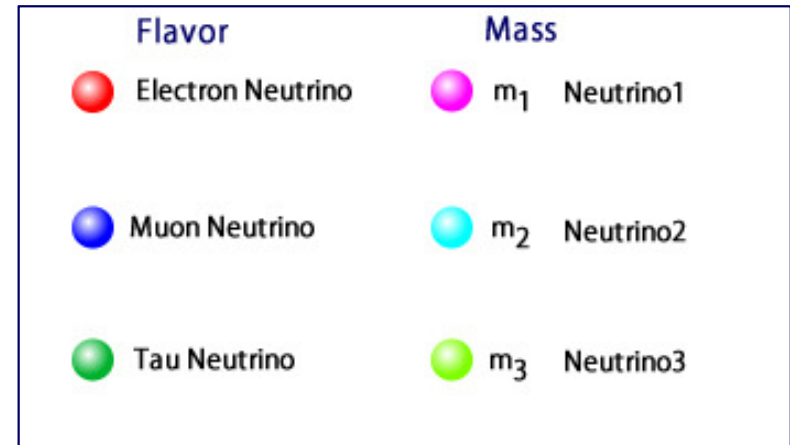 Flavor Mass
Electron Neutrino m₁ Neutrino1
Muon Neutrino m₂ Neutrino2
Tau Neutrino m₃ Neutrino3